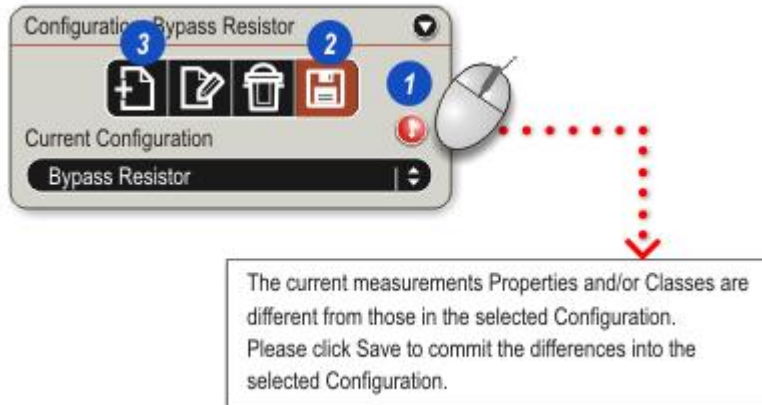 Configuration: Bypass Resistor
3
2
1
Current Configuration
Bypass Resistor
The current measurements Properties and/or Classes are
different from those in the selected Configuration.
Please click Save to commit the differences into the
selected Configuration.